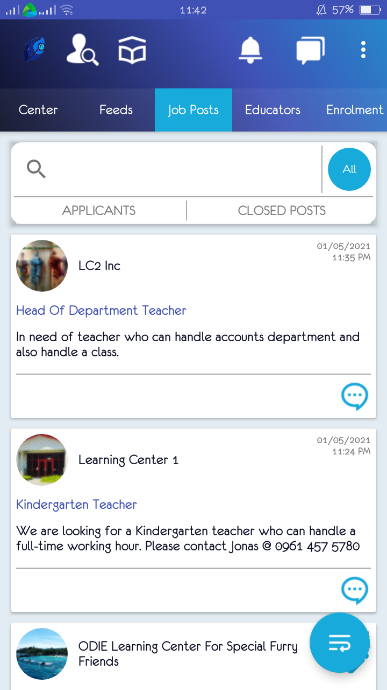 11:42
57%
Center
Feeds
Job Posts
Educators
Enrolment
All
APPLICANTS
CLOSED POSTS
LC2 Inc
01/05/2021
11:35 PM
Head Of Department Teacher
In need of teacher who can handle accounts department and
also handle a class.
Learning Center 1
01/05/2021
11:24 PM
Kindergarten Teacher
We are looking for a Kindergarten teacher who can handle a
full-time working hour. Please contact Jonas @ 0961 457 5780
ODIE Learning Center For Special Furry
Friends